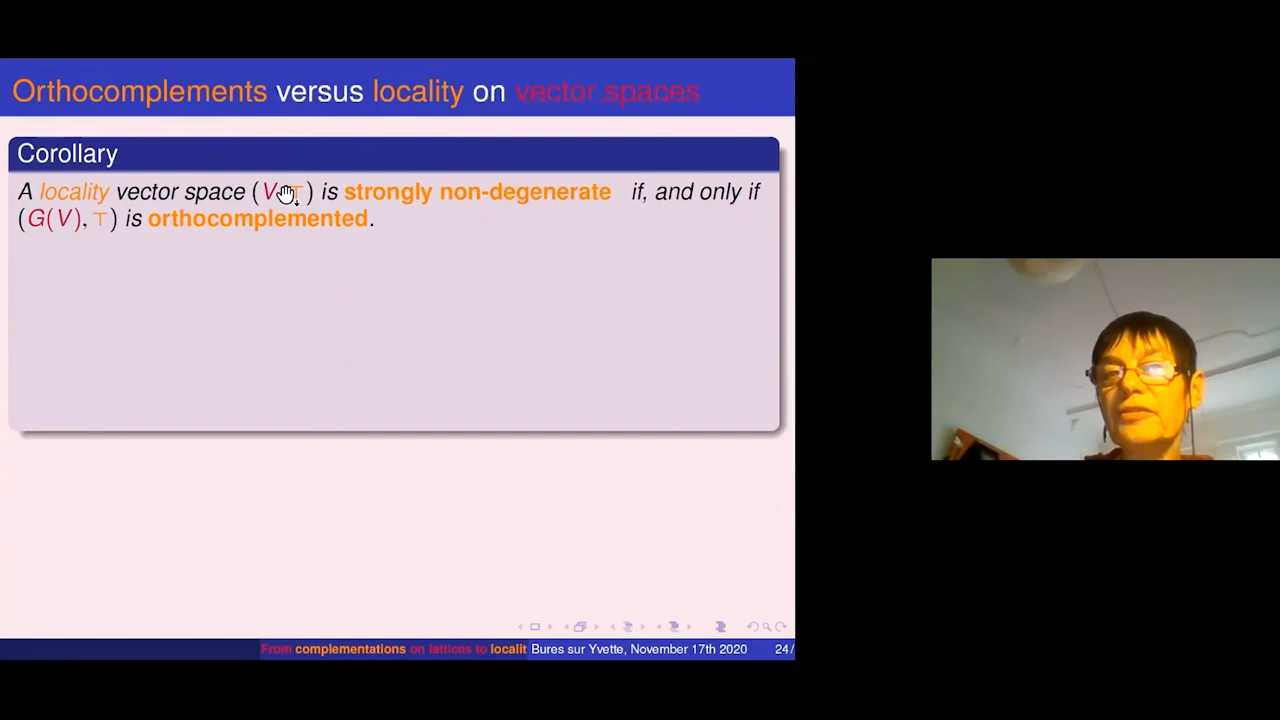 Orthocomplements versus locality on vector spaces
Corollary
A locality vector space (V, ⊤) is strongly non-degenerate if, and only if
(G(V), ⊤) is orthocomplemented.
From complementations on lattices to localit Bures sur Yvette, November 17th 2020 24/